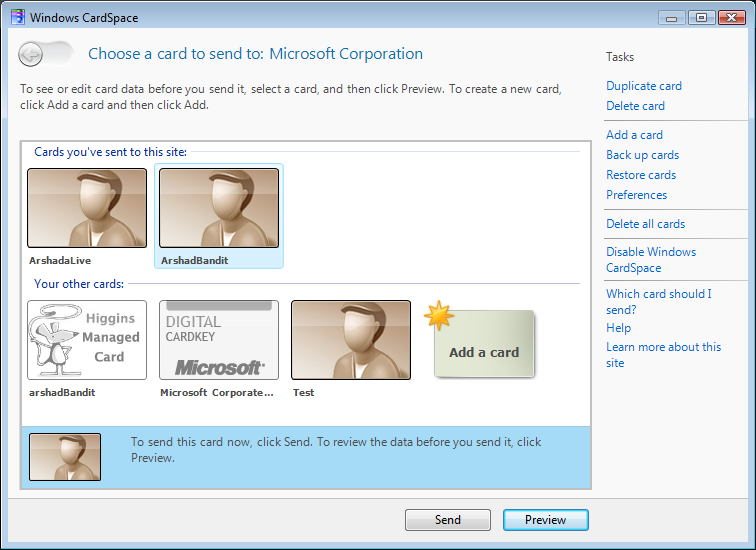 Windows CardSpace
Choose a card to send to: Microsoft Corporation
To see or edit card data before you send it, select a card, and then click Preview. To create a new card,
click Add a card and then click Add.
Cards you've sent to this site:
ArshadaLive
ArshadBandit
Your other cards:
Higgins
Managed
Card
arshadBandit
DIGITAL
CARDKEY
Microsoft®
Microsoft Corporate...
Test
Add a card
To send this card now, click Send. To review the data before you send it, click
Preview.
Send
Preview
Tasks
Duplicate card
Delete card
Add a card
Back up cards
Restore cards
Preferences
Delete all cards
Disable Windows
CardSpace
Which card should I
send?
Help
Learn more about this
site